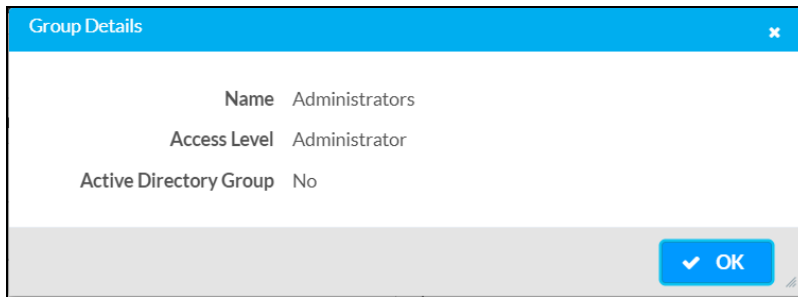 Group Details
Name Administrators
Access Level Administrator
Active Directory Group No
OK